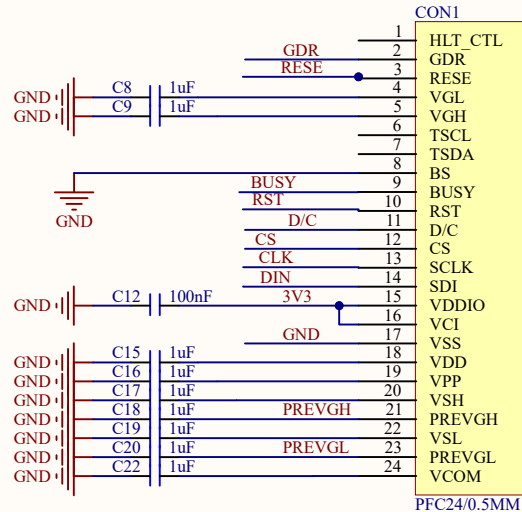 CON1
1 HLT_CTL
GDR 2 GDR
RESE 3 RESE
GND C8 1uF 4 VGL
GND C9 1uF 5 VGH
6 TSCL
7 TSDA
8 BS
GND
BUSY 9 BUSY
RST 10 RST
D/C 11 D/C
CS 12 CS
CLK 13 SCLK
DIN 14 SDI
GND C12 100nF 3V3 15 VDDIO
16 VCI
GND 17 VSS
GND C15 1uF 18 VDD
GND C16 1uF 19 VPP
GND C17 1uF 20 VSH
GND C18 1uF PREVGH 21 PREVGH
GND C19 1uF 22 VSL
GND C20 1uF PREVGL 23 PREVGL
GND C22 1uF 24 VCOM
PFC24/0.5MM